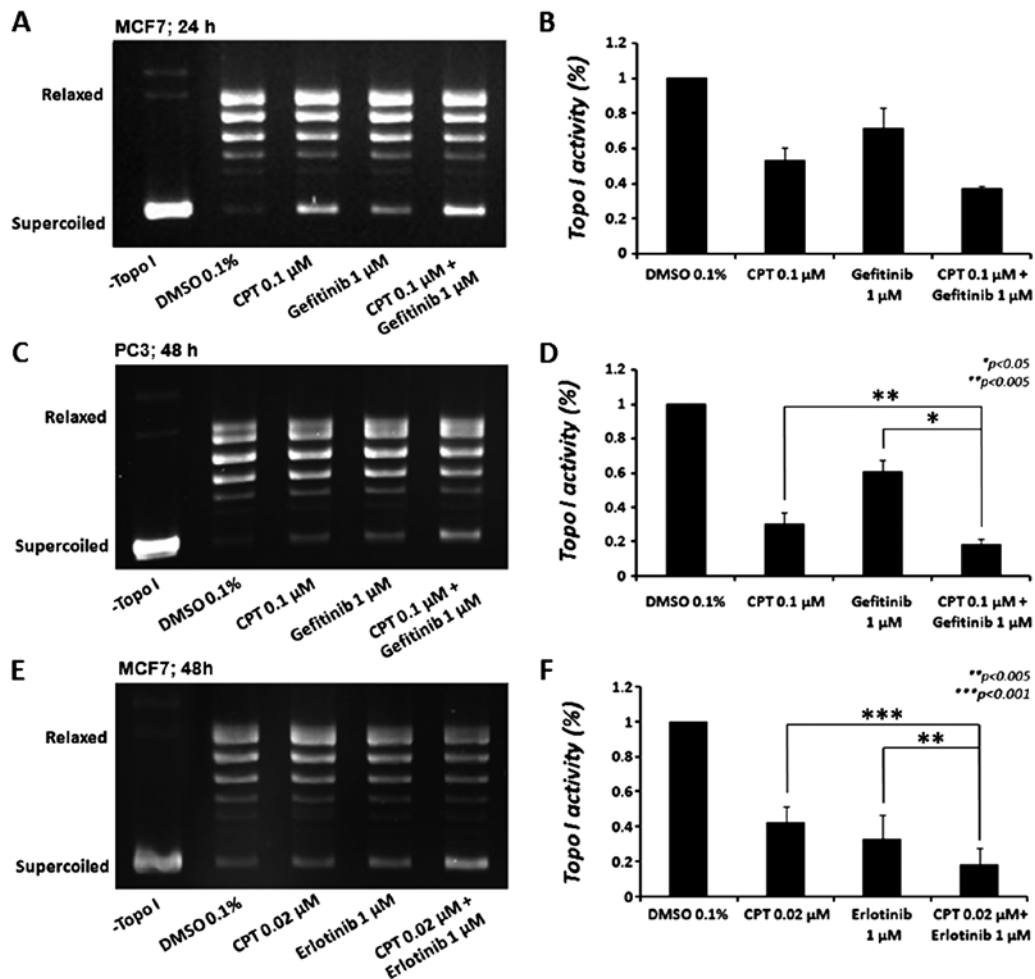 A
MCF7; 24 h
Relaxed
Supercoiled
-Topo I
DMSO 0.1%
CPT 0.1 µM
Gefitinib 1 µM
CPT 0.1 µM +
Gefitinib 1 µM
B
Topo I activity (%)
1.2
1
0.8
0.6
0.4
0.2
0
DMSO 0.1%
CPT 0.1 µM
Gefitinib
1 µM
CPT 0.1 µM +
Gefitinib 1 µM
C
PC3; 48 h
Relaxed
Supercoiled
-Topo I
DMSO 0.1%
CPT 0.1 µM
Gefitinib 1 µM
CPT 0.1 µM +
Gefitinib 1 µM
D
*p<0.05
**p<0.005
Topo I activity (%)
1.2
1
0.8
0.6
0.4
0.2
0
**
*
DMSO 0.1%
CPT 0.1 µM
Gefitinib
1 µM
CPT 0.1 µM +
Gefitinib 1 µM
E
MCF7; 48h
Relaxed
Supercoiled
-Topo I
DMSO 0.1%
CPT 0.02 µM
Erlotinib 1 µM
CPT 0.02 µM +
Erlotinib 1 µM
F
**p<0.005
***p<0.001
Topo I activity (%)
1.2
1
0.8
0.6
0.4
0.2
0
***
**
DMSO 0.1%
CPT 0.02 µM
Erlotinib
1 µM
CPT 0.02 µM+
Erlotinib 1 µM